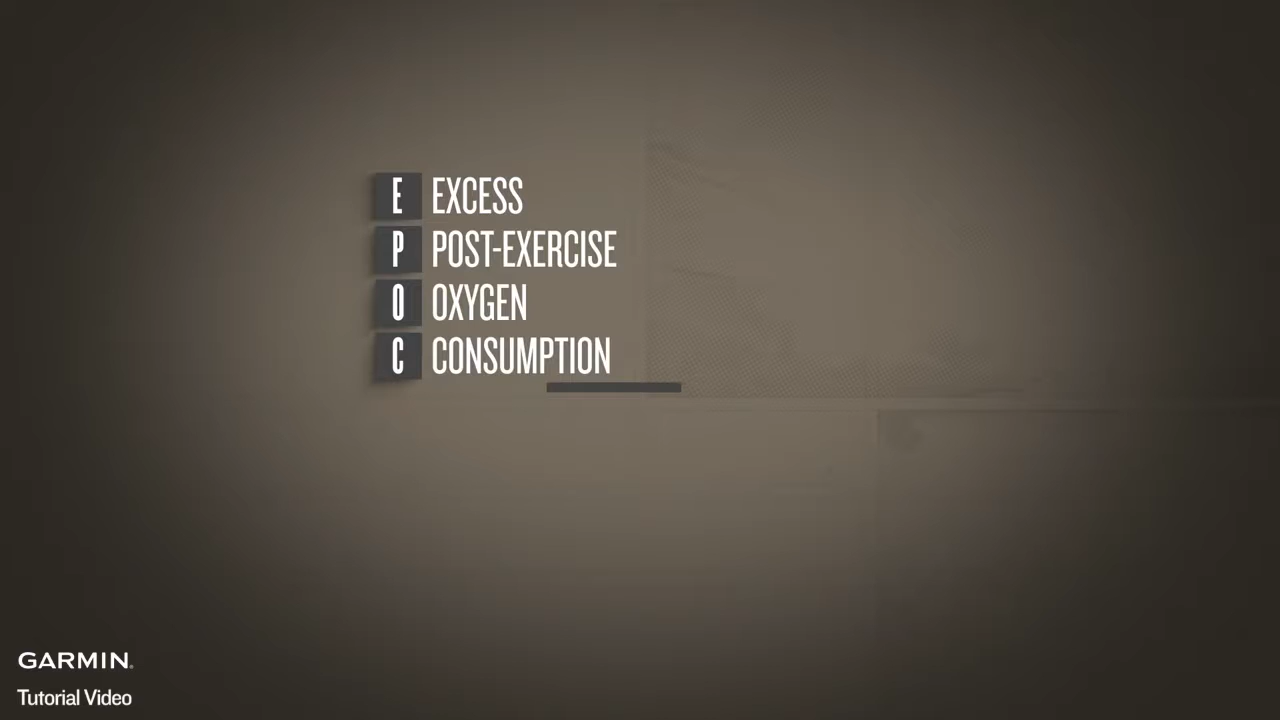 E EXCESS
P POST-EXERCISE
O OXYGEN
C CONSUMPTION
GARMIN.
Tutorial Video